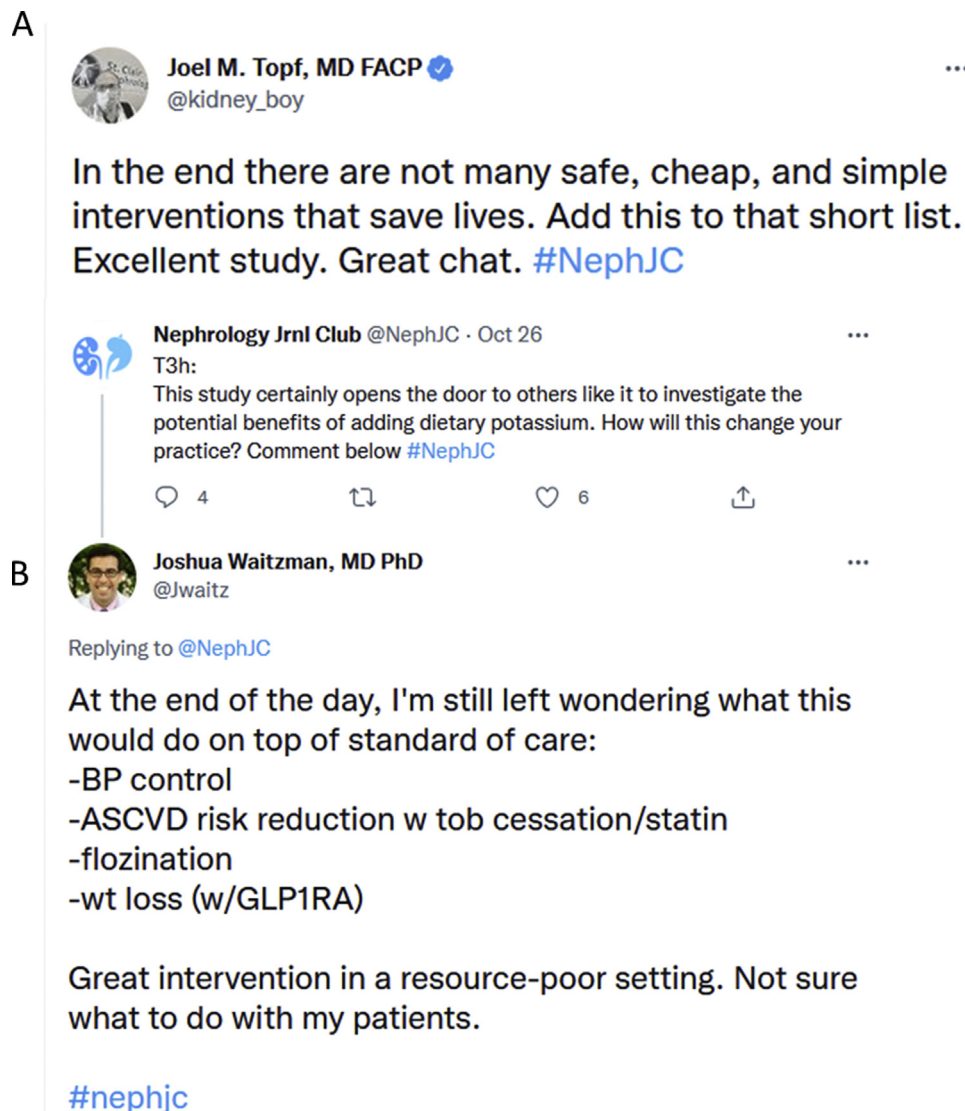 A
Joel M. Topf, MD FACP
@kidney_boy
In the end there are not many safe, cheap, and simple
interventions that save lives. Add this to that short list.
Excellent study. Great chat. #NephJC
Nephrology Jrnl Club @NephJC · Oct 26
T3h:
This study certainly opens the door to others like it to investigate the
potential benefits of adding dietary potassium. How will this change your
practice? Comment below #NephJC
4
6
B
Joshua Waitzman, MD PhD
@Jwaitz
Replying to @NephJC
At the end of the day, I'm still left wondering what this
would do on top of standard of care:
-BP control
-ASCVD risk reduction w tob cessation/statin
-flozination
-wt loss (w/GLP1RA)
Great intervention in a resource-poor setting. Not sure
what to do with my patients.
#nephjc